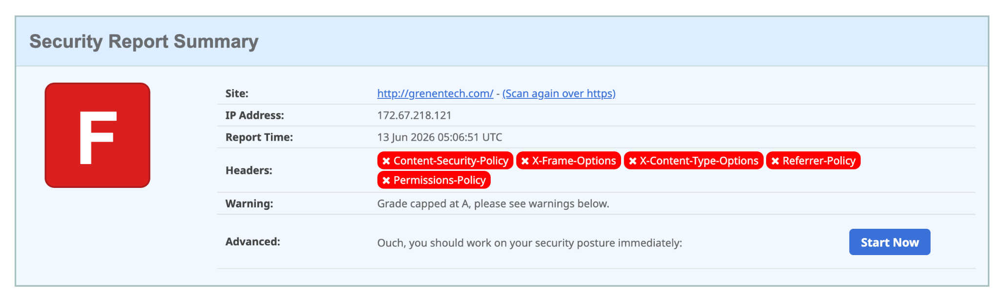 Security Report Summary
F
Site: http://grenentech.com/ - (Scan again over https)
IP Address: 172.67.218.121
Report Time: 13 Jun 2026 05:06:51 UTC
Headers: ✖ Content-Security-Policy ✖ X-Frame-Options ✖ X-Content-Type-Options ✖ Referrer-Policy
✖ Permissions-Policy
Warning: Grade capped at A, please see warnings below.
Advanced: Ouch, you should work on your security posture immediately: Start Now